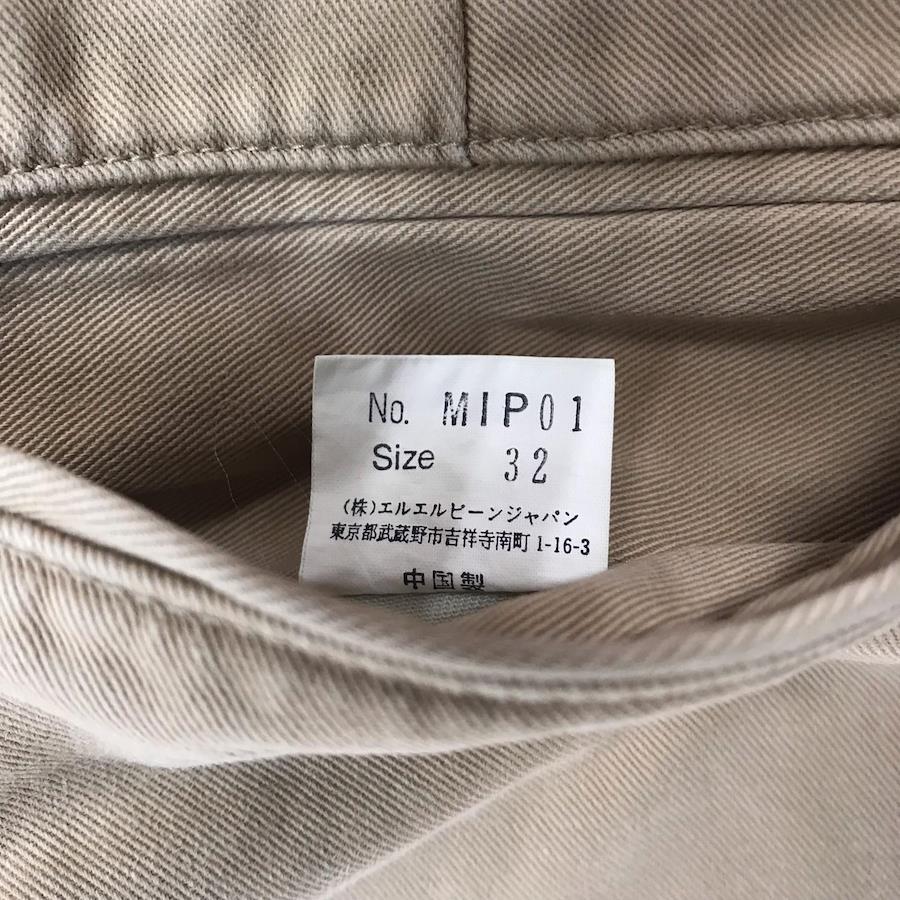 No. MIP01
Size 32
(株)エルエルビーンジャパン
東京都武蔵野市吉祥寺南町 1-16-3
中国製